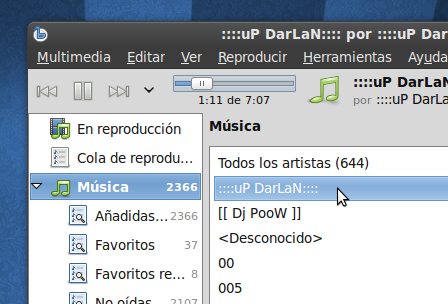 ::::uP DarLaN:::: por ::::uP DarLaN
Multimedia Editar Ver Reproducir Herramientas Ayuda
1:11 de 7:07
::::uP DarLaN
por ::::uP DarLa
En reproducción
Cola de reprodu...
Música 2366
Añadidas... 2366
Favoritos 37
Favoritos re... 8
No oídas 2107
Música
Todos los artistas (644)
::::uP DarLaN::::
[[ Dj PooW ]]
<Desconocido>
00
005